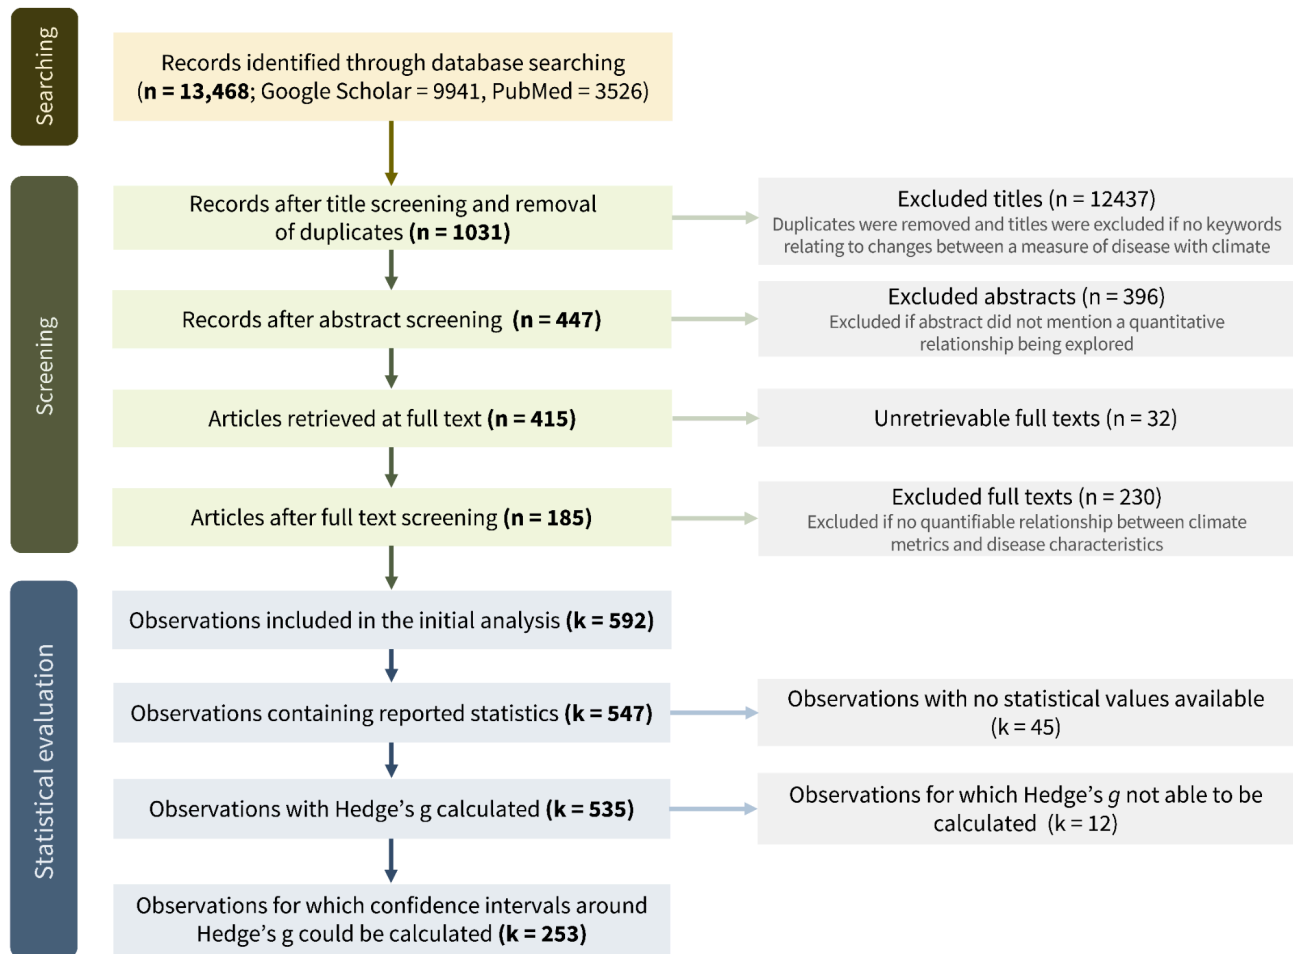 Searching
Records identified through database searching
(n = 13,468; Google Scholar = 9941, PubMed = 3526)
Screening
Records after title screening and removal
of duplicates (n = 1031)
Excluded titles (n = 12437)
Duplicates were removed and titles were excluded if no keywords
relating to changes between a measure of disease with climate
Records after abstract screening (n = 447)
Excluded abstracts (n = 396)
Excluded if abstract did not mention a quantitative
relationship being explored
Articles retrieved at full text (n = 415)
Unretrievable full texts (n = 32)
Articles after full text screening (n = 185)
Excluded full texts (n = 230)
Excluded if no quantifiable relationship between climate
metrics and disease characteristics
Statistical evaluation
Observations included in the initial analysis (k = 592)
Observations containing reported statistics (k = 547)
Observations with no statistical values available
(k = 45)
Observations with Hedge's g calculated (k = 535)
Observations for which Hedge's g not able to be
calculated (k = 12)
Observations for which confidence intervals around
Hedge's g could be calculated (k = 253)